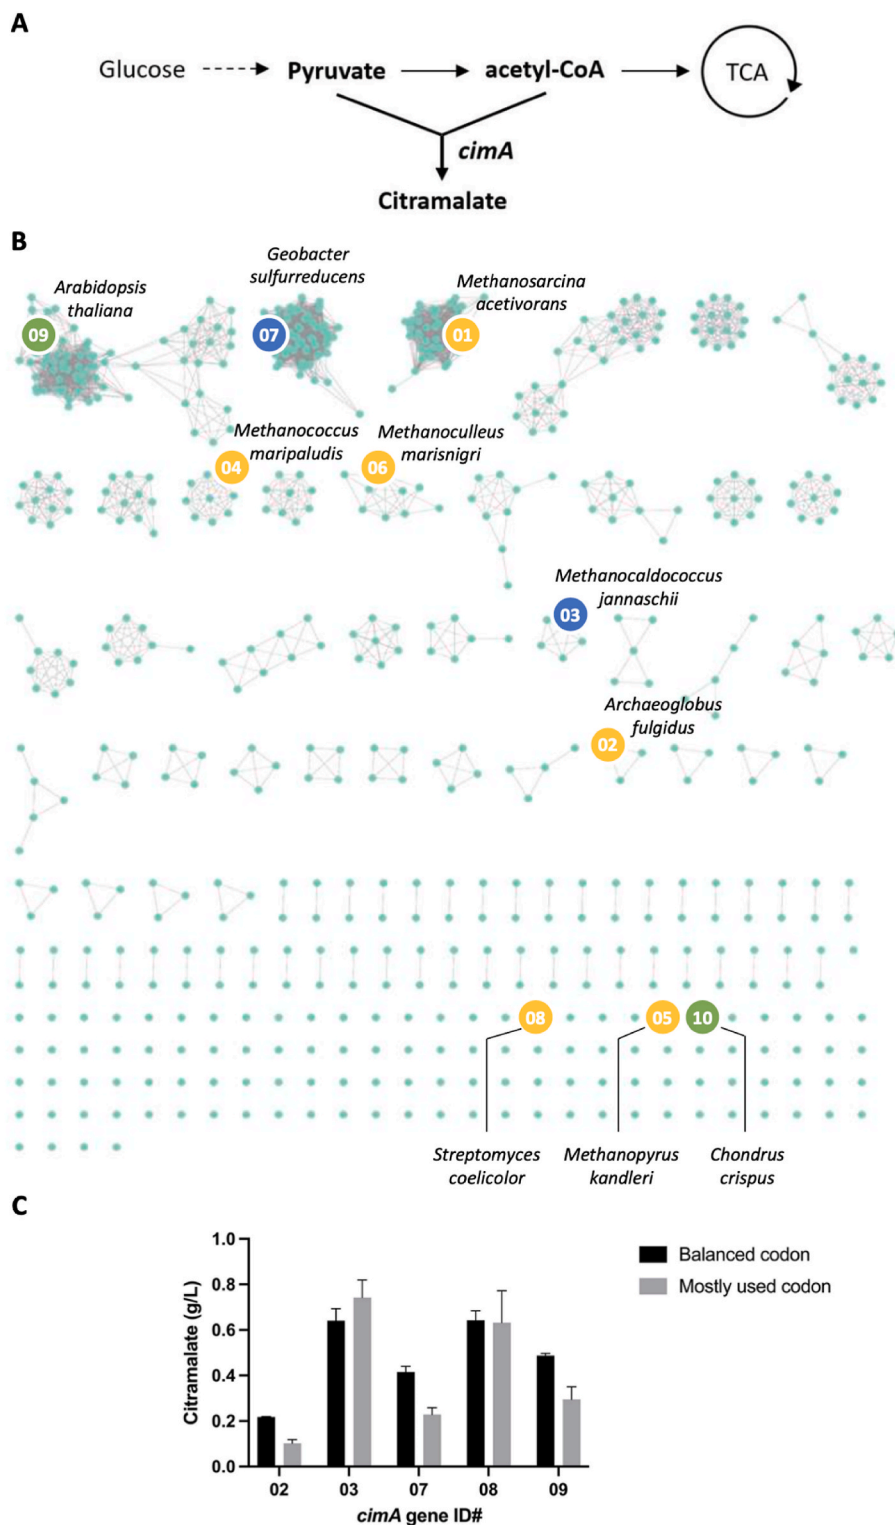 A
Glucose
Pyruvate
acetyl-CoA
TCA
cimA
Citramalate
B
Geobacter
sulfurreducens
Arabidopsis
thaliana
Methanosarcina
acetivorans
09
07
01
Methanococcus
maripaludis
Methanoculleus
marisnigri
04
06
Methanocaldococcus
jannaschii
03
Archaeoglobus
fulgidus
02
08
05
10
Streptomyces
coelicolor
Methanopyrus
kandleri
Chondrus
crispus
C
1.0
0.8
0.6
0.4
0.2
0.0
Citramalate (g/L)
02
03
07
08
09
cimA gene ID#
Balanced codon
Mostly used codon